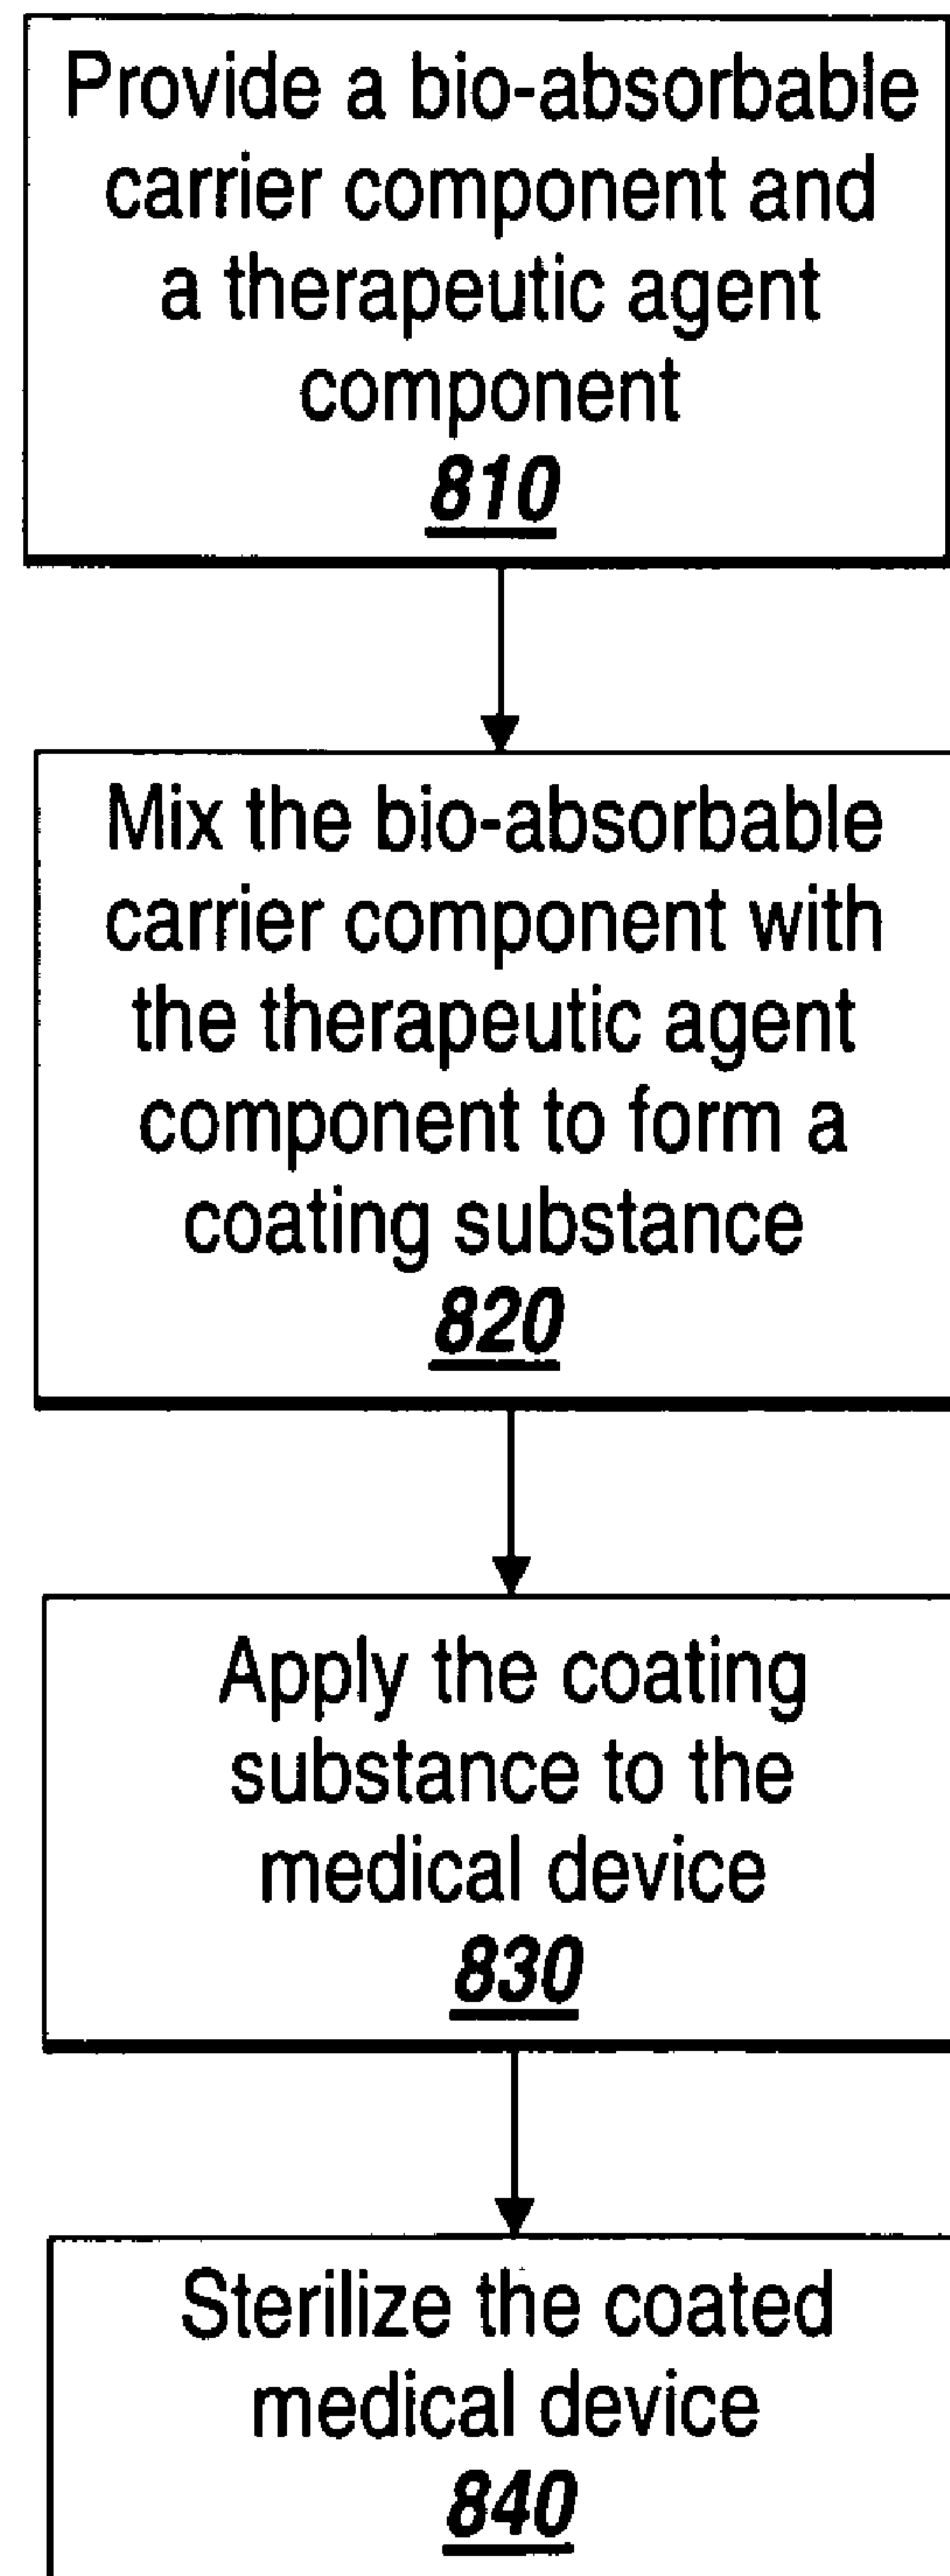 Provide a bio-absorbable
carrier component and
a therapeutic agent
component
810
Mix the bio-absorbable
carrier component with
the therapeutic agent
component to form a
coating substance
820
Apply the coating
substance to the
medical device
830
Sterilize the coated
medical device
840